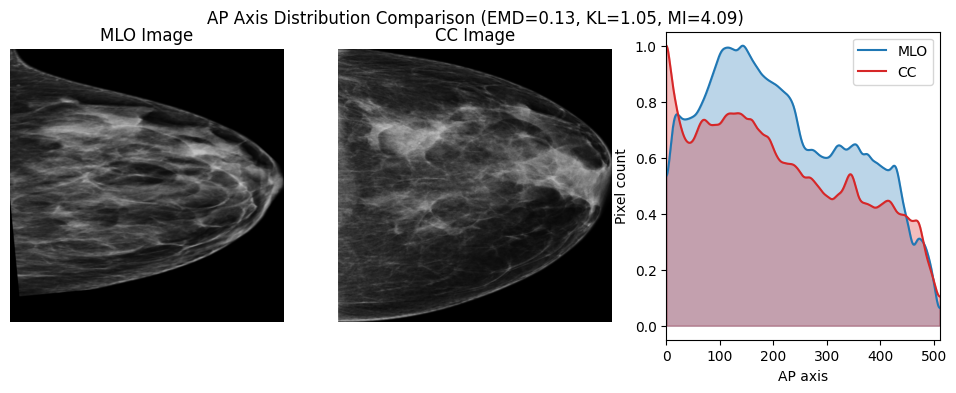 AP Axis Distribution Comparison (EMD=0.13, KL=1.05, MI=4.09)
MLO Image
CC Image
MLO
CC
Pixel count
1.0
0.8
0.6
0.4
0.2
0.0
0 100 200 300 400 500
AP axis